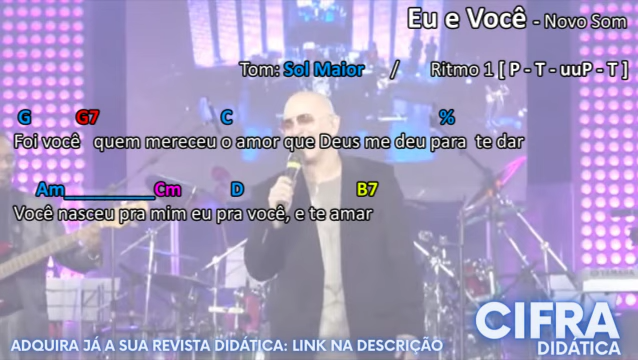 Eu e Você - Novo Som
Tom: Sol Maior / Ritmo 1 [ P - T - uuP - T ]
G G7 C %
Foi você quem mereceu o amor que Deus me deu para te dar
Am__________Cm D B7
Você nasceu pra mim eu pra você, e te amar
YAMAHA
CIFRA
DIDÁTICA
ADQUIRA JÁ A SUA REVISTA DIDÁTICA: LINK NA DESCRIÇÃO